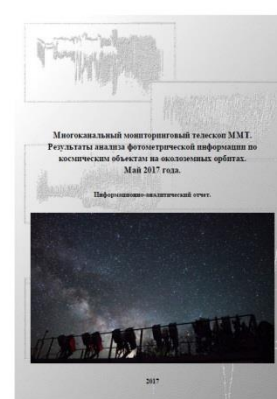 Многоканальный мониторинговый телескоп ММТ.
Результаты анализа фотометрической информации по
космическим объектам на околоземных орбитах.
Май 2017 года.
Информационно-аналитический отчет.
2017